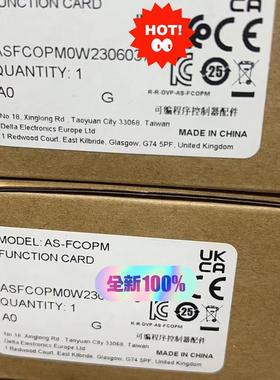 FUNCTION CARD
HOT!
ASFCOPM0W230603
QUANTITY: 1
A0
G
25
R-R-DVP-AS-FCOPM
可编程序控制器配件
No.18, Xinglong Rd., Taoyuan City 33068, Taiwan
Delta Electronics Europe Ltd
1 Redwood Court, East Kilbride, Glasgow, G74 5PF, United Kingdom
MADE IN CHINA
MODEL: AS-FCOPM
FUNCTION CARD
UK
CA
全新100%
ASFCOPM0W230
QUANTITY: 1
A0
G
25
R-R-DVP-AS-FCOPM
可编程序控制器配件
No.18, Xinglong Rd., Taoyuan City 33068, Taiwan
Delta Electronics Europe Ltd
1 Redwood Court, East Kilbride, Glasgow, G74 5PF, United Kingdom
MADE IN CHINA